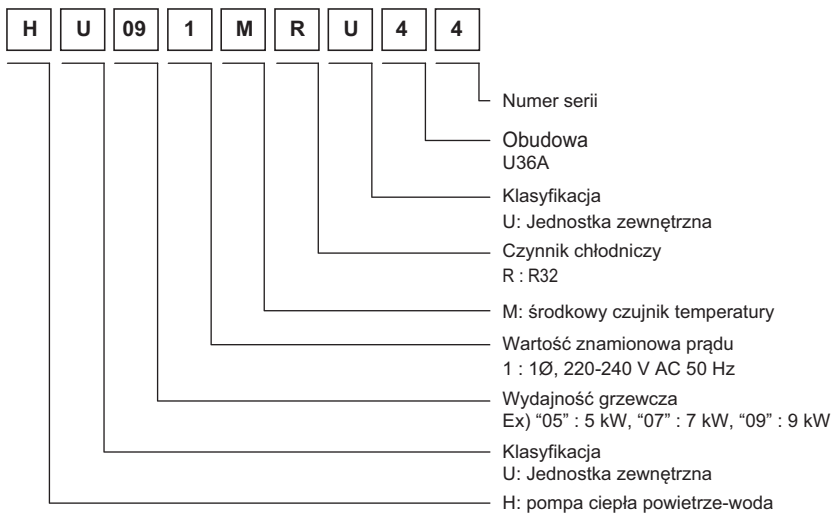 H U 09 1 M R U 4 4
Numer serii
Obudowa
U36A
Klasyfikacja
U: Jednostka zewnętrzna
Czynnik chłodniczy
R : R32
M: środkowy czujnik temperatury
Wartość znamionowa prądu
1 : 1Ø, 220-240 V AC 50 Hz
Wydajność grzewcza
Ex) “05” : 5 kW, “07” : 7 kW, “09” : 9 kW
Klasyfikacja
U: Jednostka zewnętrzna
H: pompa ciepła powietrze-woda